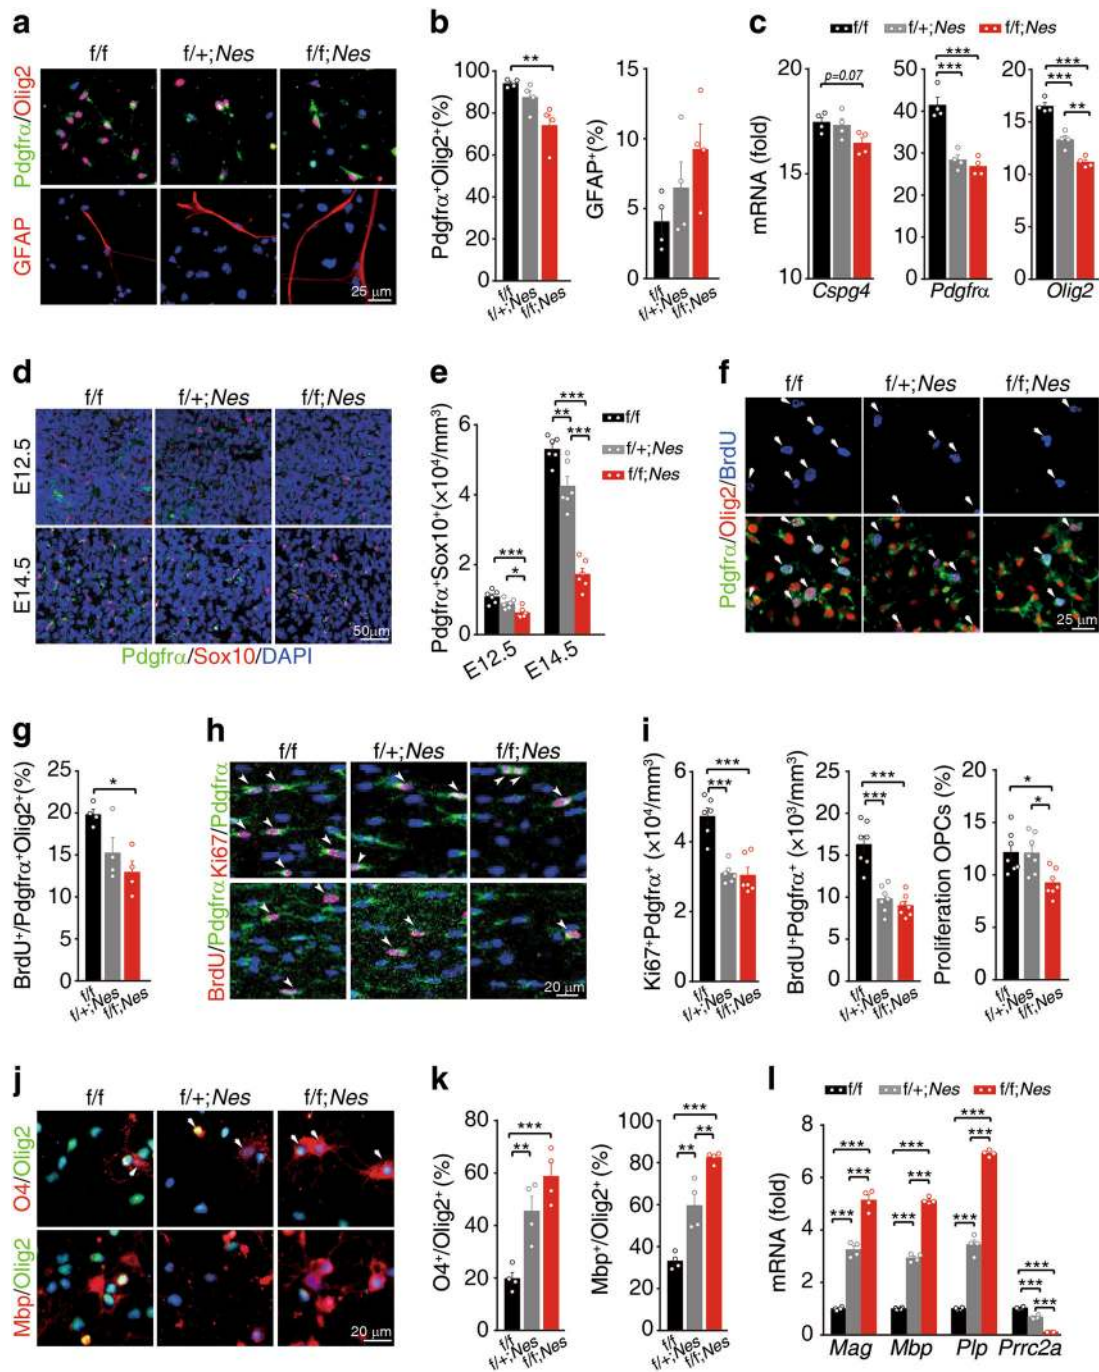 a
f/f
f/+;Nes
f/f;Nes
Pdgfrα/Olig2
GFAP
25 μm
b
Pdgfrα⁺Olig2⁺(%)
100
80
60
40
20
0
**
f/f
f/+;Nes
f/f;Nes
GFAP⁺(%)
15
10
5
0
f/f
f/+;Nes
f/f;Nes
c
f/f
f/+;Nes
f/f;Nes
mRNA (fold)
20
15
10
p=0.07
Cspg4
50
40
30
20
10
0
***
***
Pdgfrα
20
15
10
5
0
***
***
**
Olig2
d
f/f
f/+;Nes
f/f;Nes
E12.5
E14.5
50μm
Pdgfrα/Sox10/DAPI
e
Pdgfrα⁺Sox10⁺(×10⁴/mm³)
6
4
2
0
***
*
***
**
***
E12.5
E14.5
f/f
f/+;Nes
f/f;Nes
f
f/f
f/+;Nes
f/f;Nes
Pdgfrα/Olig2/BrdU
25 μm
g
BrdU⁺/Pdgfrα⁺Olig2⁺(%)
25
20
15
10
5
0
*
f/f
f/+;Nes
f/f;Nes
h
f/f
f/+;Nes
f/f;Nes
BrdU/Pdgfrα
Ki67/Pdgfrα
20 μm
i
Ki67⁺Pdgfrα⁺ (×10⁴/mm³)
6
4
2
0
***
***
f/f
f/+;Nes
f/f;Nes
BrdU⁺Pdgfrα⁺ (×10³/mm³)
25
20
15
10
5
0
***
***
f/f
f/+;Nes
f/f;Nes
Proliferation OPCs (%)
20
15
10
5
0
*
*
f/f
f/+;Nes
f/f;Nes
j
f/f
f/+;Nes
f/f;Nes
O4/Olig2
Mbp/Olig2
20 μm
k
O4⁺/Olig2⁺ (%)
80
60
40
20
0
***
**
f/f
f/+;Nes
f/f;Nes
Mbp⁺/Olig2⁺ (%)
100
80
60
40
20
0
***
**
**
f/f
f/+;Nes
f/f;Nes
l
f/f
f/+;Nes
f/f;Nes
mRNA (fold)
8
6
4
2
0
***
***
***
***
***
***
***
***
***
***
***
***
Mag
Mbp
Plp
Prrc2a